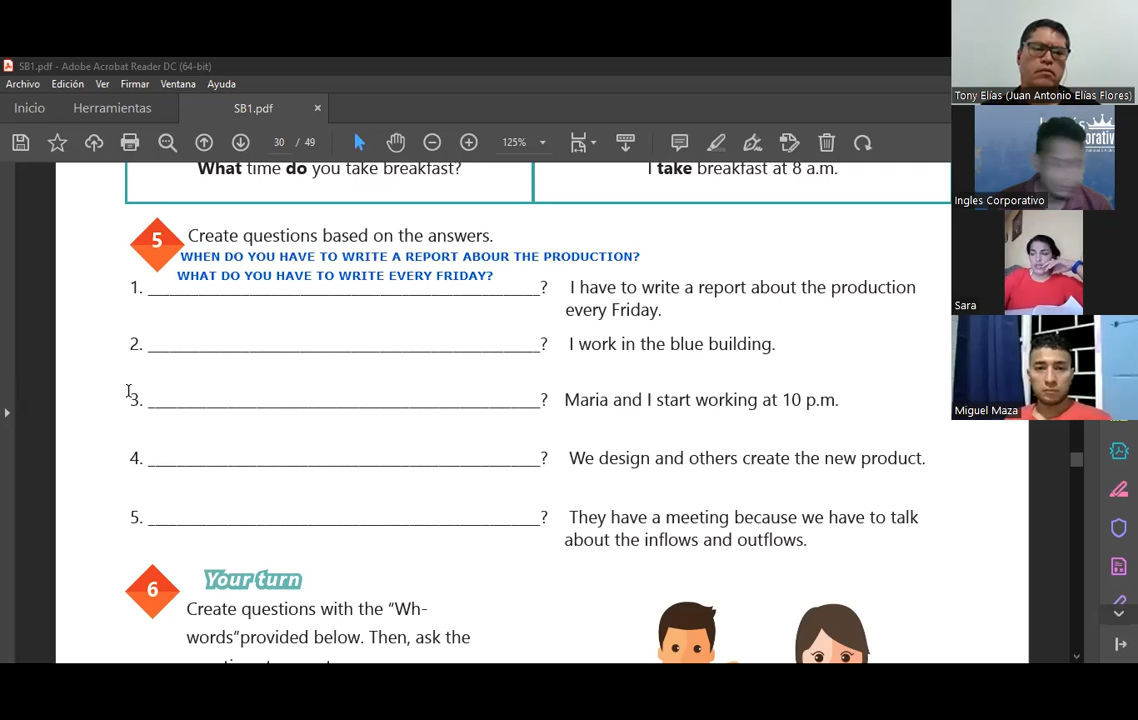 SB1.pdf - Adobe Acrobat Reader DC (64-bit)
Archivo Edición Ver Firmar Ventana Ayuda
Inicio Herramientas SB1.pdf ×
30 / 49 125%
What time do you take breakfast? I take breakfast at 8 a.m.
5 Create questions based on the answers.
WHEN DO YOU HAVE TO WRITE A REPORT ABOUR THE PRODUCTION?
WHAT DO YOU HAVE TO WRITE EVERY FRIDAY?
1. ? I have to write a report about the production
every Friday.
2. ? I work in the blue building.
3. ? Maria and I start working at 10 p.m.
4. ? We design and others create the new product.
5. ? They have a meeting because we have to talk
about the inflows and outflows.
6 Your turn
Create questions with the “Wh-
words”provided below. Then, ask the
Tony Elías (Juan Antonio Elías Flores)
Ingles Corporativo
Sara
Miguel Maza